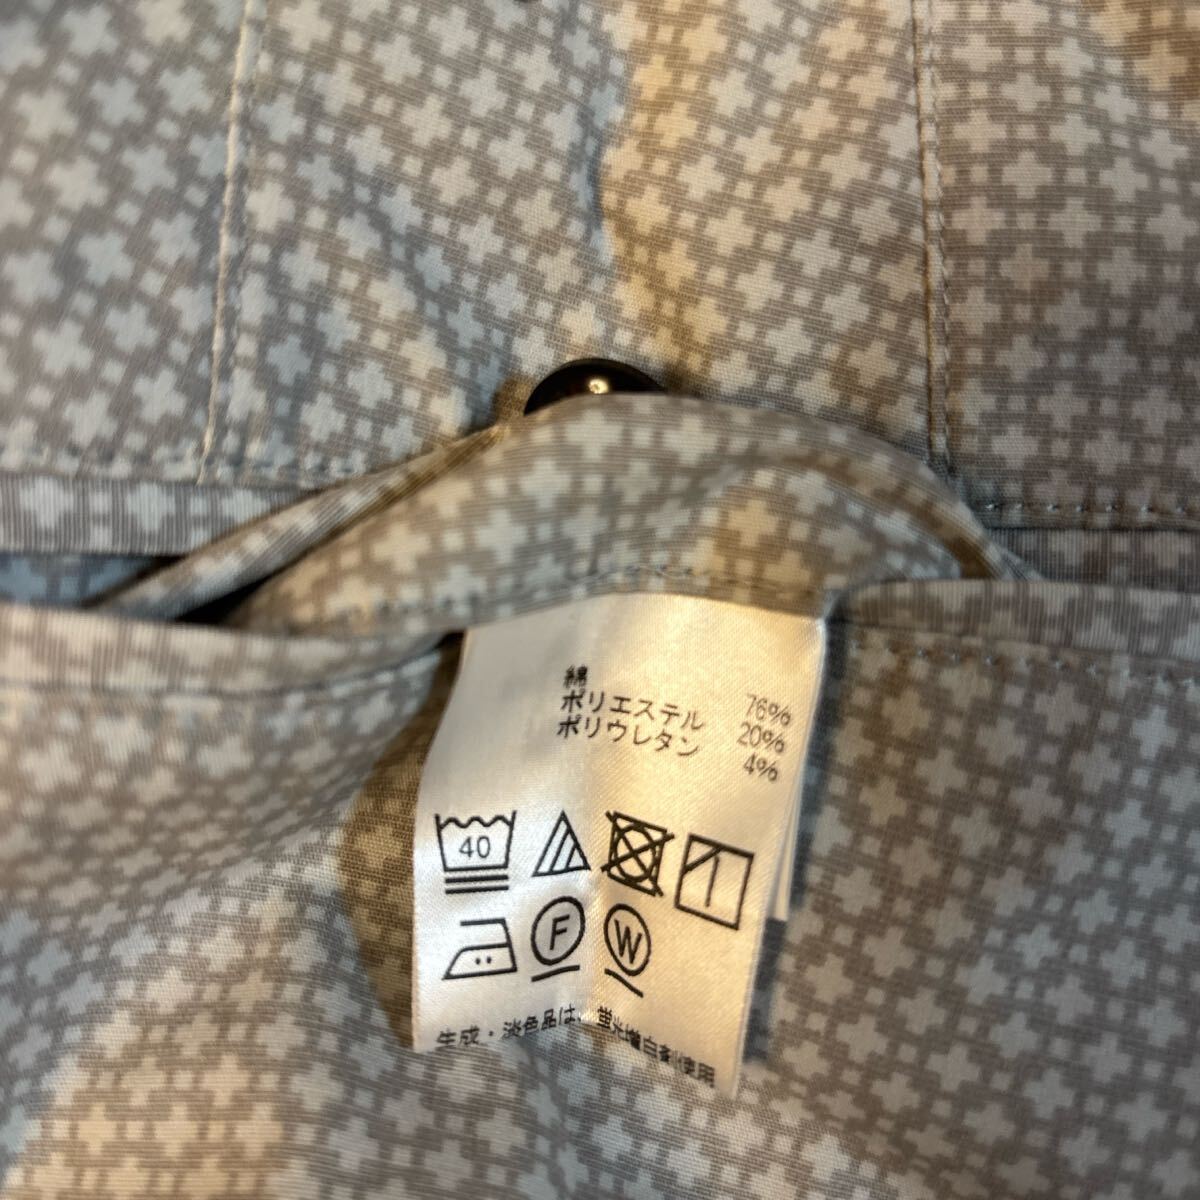 綿 76%
ポリエステル 20%
ポリウレタン 4%
40
F W
生成・淡色品は、蛍光増白剤使用